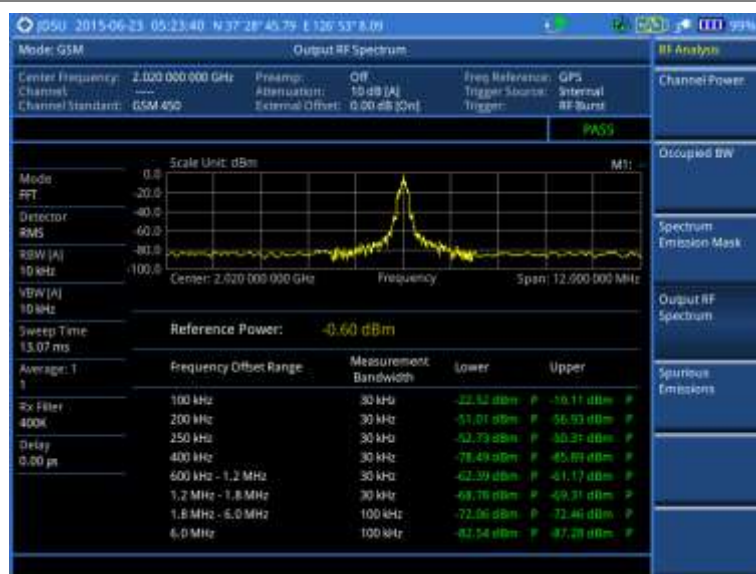 JDSU 2015-06-23 05:23:40 N 37° 28" 45.79 E 126° 53" 8.09 99%
Mode: GSM Output RF Spectrum RF Analysis
Center Frequency: 2.020 000 000 GHz Preamp: Off Freq Reference: GPS
Channel: ---- Attenuation: 10 dB [A] Trigger Source: Internal
Channel Standard: GSM 450 External Offset: 0.00 dB [On] Trigger: RF Burst
Channel Power
PASS
Occupied BW
Scale Unit: dBm M1: --
Mode
FFT
Detector
RMS
RBW [A]
10 kHz
VBW [A]
10 kHz
Sweep Time
13.07 ms
Average: 1
1
Rx Filter
400K
Delay
0.00 µs
0.0
-20.0
-40.0
-60.0
-80.0
-100.0
Center: 2.020 000 000 GHz Frequency Span: 12.000 000 MHz
Spectrum
Emission Mask
Output RF
Spectrum
Spurious
Emissions
Reference Power: -0.60 dBm
Frequency Offset Range Measurement Bandwidth Lower Upper
100 kHz 30 kHz -22.52 dBm P dBm P
200 kHz 30 kHz -51.01 dBm P -56.93 dBm P
250 kHz 30 kHz -52.73 dBm P -50.31 dBm P
400 kHz 30 kHz -78.49 dBm P dBm P
600 kHz - 1.2 MHz 30 kHz -62.39 dBm P -61.17 dBm P
1.2 MHz - 1.8 MHz 30 kHz -68.78 dBm P -69.31 dBm P
1.8 MHz - 6.0 MHz 100 kHz -72.06 dBm P -72.46 dBm P
6.0 MHz 100 kHz -82.54 dBm P -87.28 dBm P